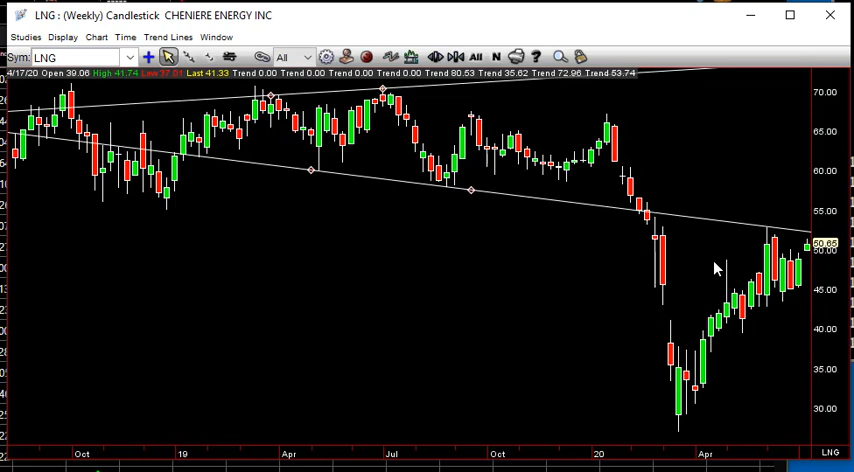 LNG : (Weekly) Candlestick CHENIERE ENERGY INC
Studies Display Chart Time Trend Lines Window
Sym: LNG All All N ?
4/17/20 Open 39.06 High 41.74 Low 37.01 Last 41.33 Trend 0.00 Trend 0.00 Trend 0.00 Trend 0.00 Trend 80.53 Trend 35.62 Trend 72.96 Trend 53.74
70.00
65.00
60.00
55.00
50.65
50.00
45.00
40.00
35.00
30.00
Oct 19 Apr Jul Oct 20 Apr LNG